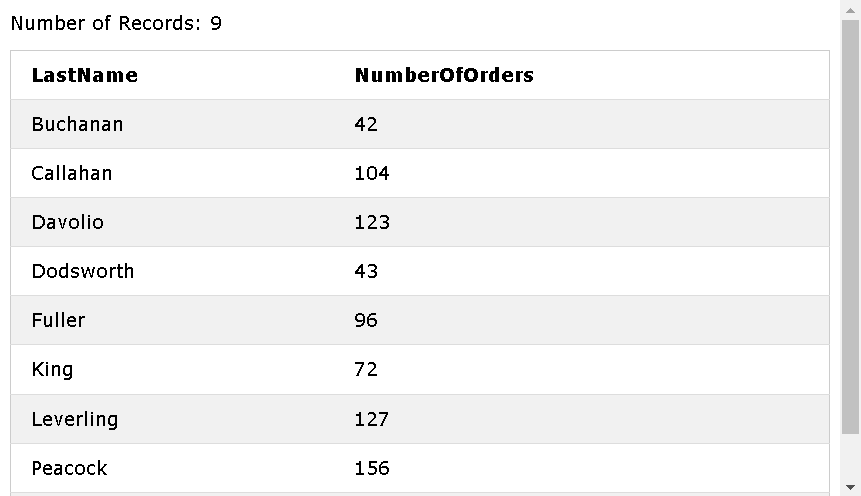 Number of Records: 9
LastName NumberOfOrders
Buchanan 42
Callahan 104
Davolio 123
Dodsworth 43
Fuller 96
King 72
Leverling 127
Peacock 156